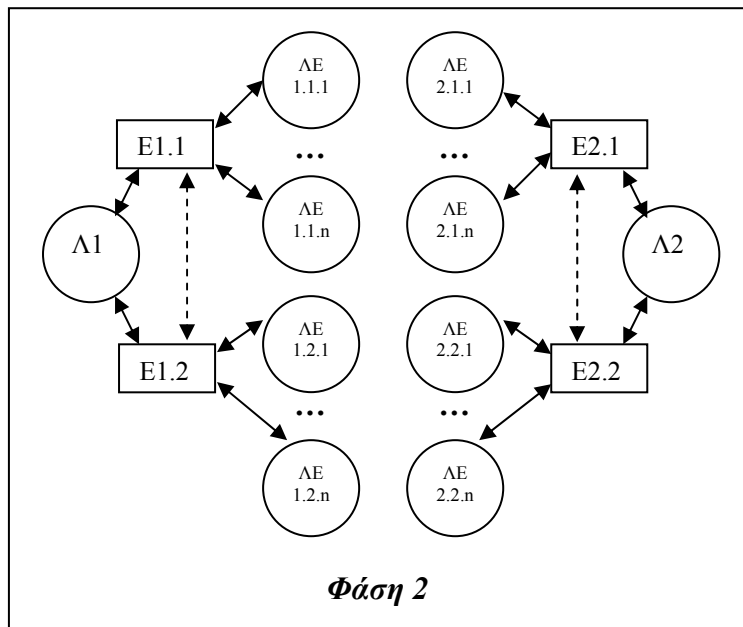 ΛΕ
1.1.1
ΛΕ
2.1.1
Ε1.1
...
...
Ε2.1
ΛΕ
1.1.n
ΛΕ
2.1.n
Λ1
Λ2
ΛΕ
1.2.1
ΛΕ
2.2.1
Ε1.2
Ε2.2
...
...
ΛΕ
1.2.n
ΛΕ
2.2.n
Φάση 2